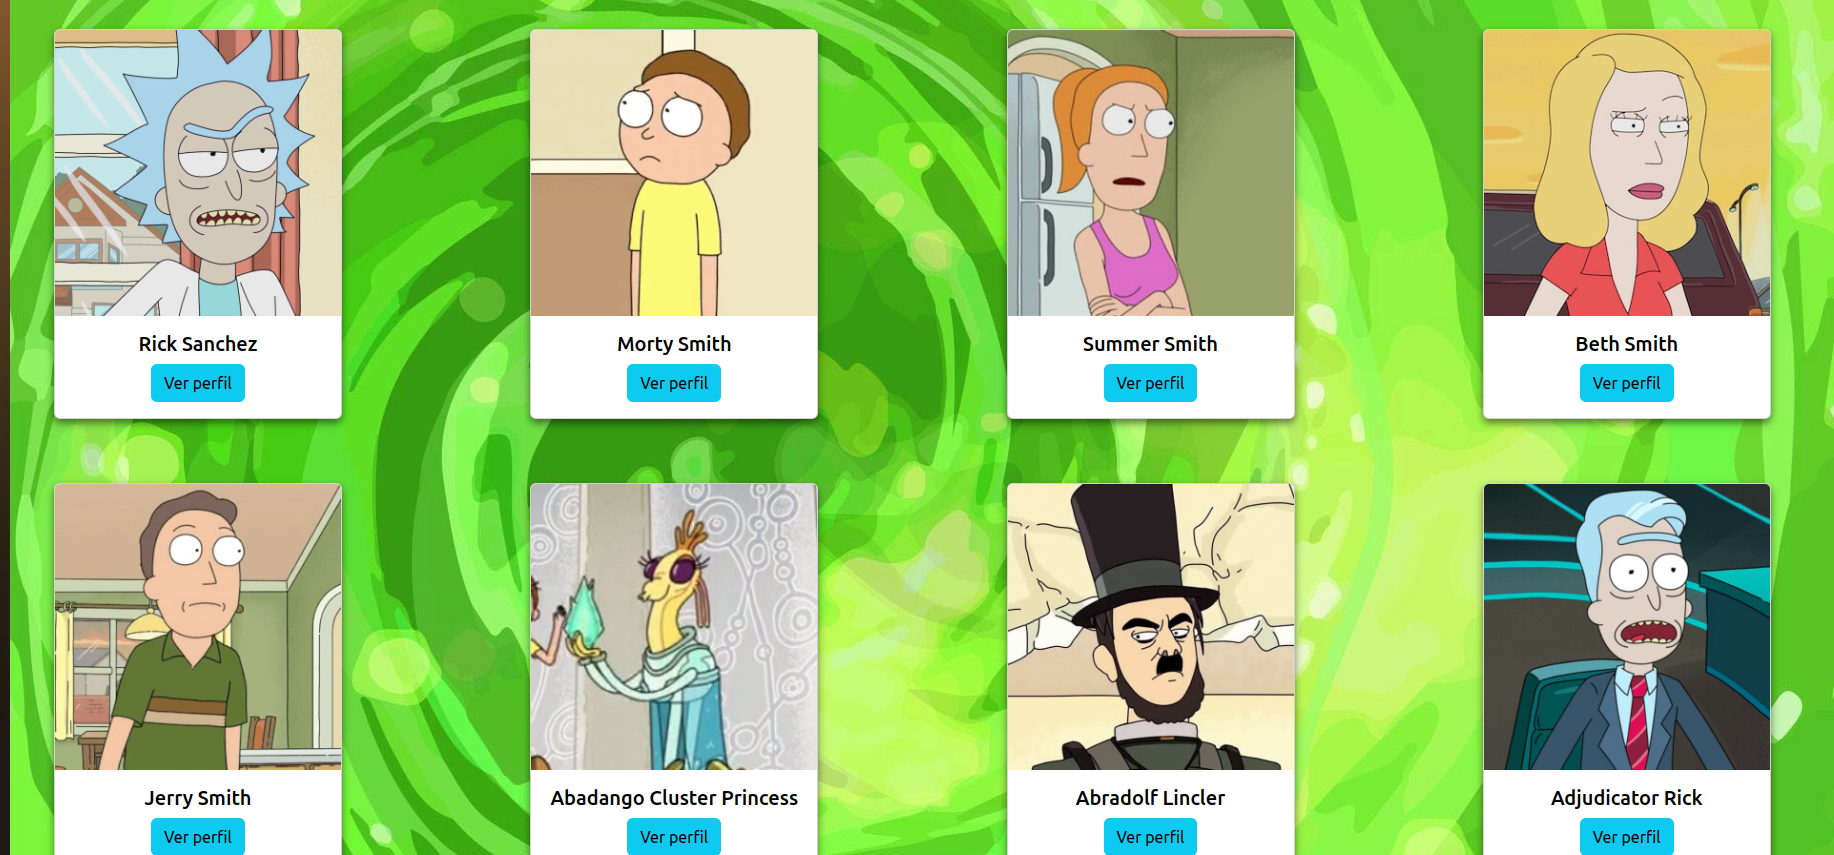 Rick Sanchez
Ver perfil
Morty Smith
Ver perfil
Summer Smith
Ver perfil
Beth Smith
Ver perfil
Jerry Smith
Ver perfil
Abadango Cluster Princess
Ver perfil
Abradolf Lincler
Ver perfil
Adjudicator Rick
Ver perfil